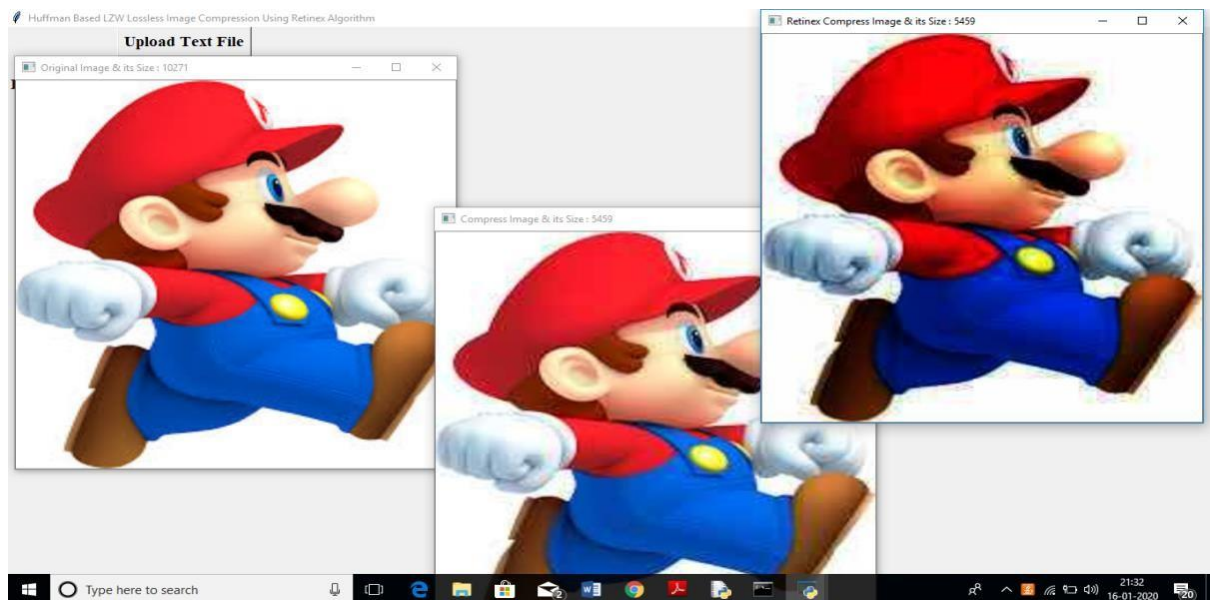 Huffman Based LZW Lossless Image Compression Using Retinex Algorithm
Upload Text File
Original Image & its Size : 10271
Compress Image & its Size : 5459
Retinex Compress Image & its Size : 5459
Type here to search
21:32
16-01-2020
20